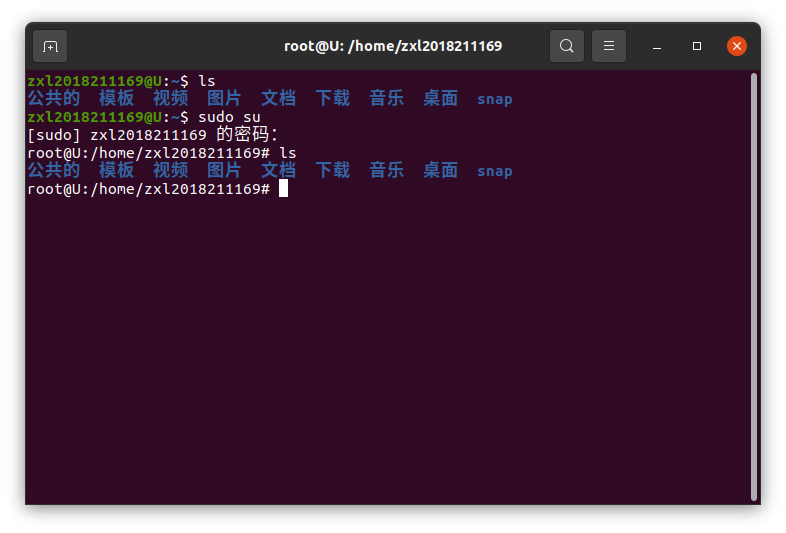 root@U: /home/zxl2018211169
zxl2018211169@U:~$ ls
公共的 模板 视频 图片 文档 下载 音乐 桌面 snap
zxl2018211169@U:~$ sudo su
[sudo] zxl2018211169 的密码：
root@U:/home/zxl2018211169# ls
公共的 模板 视频 图片 文档 下载 音乐 桌面 snap
root@U:/home/zxl2018211169#